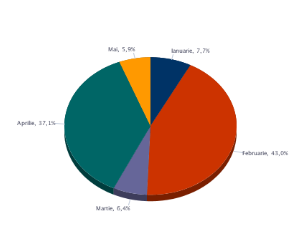 Mai, 5,9%
Ianuarie, 7,7%
Aprilie, 37,1%
Februarie, 43,0%
Martie, 6,4%